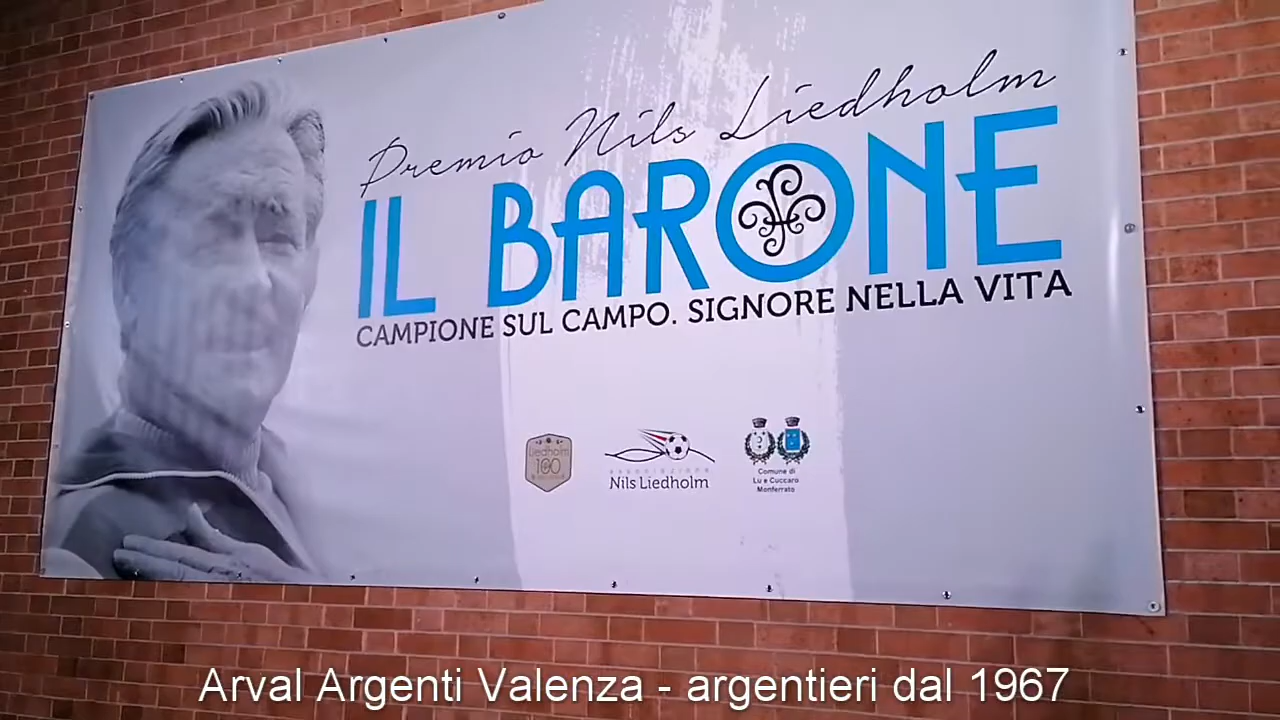 Premio Nils Liedholm
IL BARONE
CAMPIONE SUL CAMPO. SIGNORE NELLA VITA
Liedholm
100
associazione
Nils Liedholm
Comune di
Lu e Cuccaro
Monferrato
Arval Argenti Valenza - argentieri dal 1967